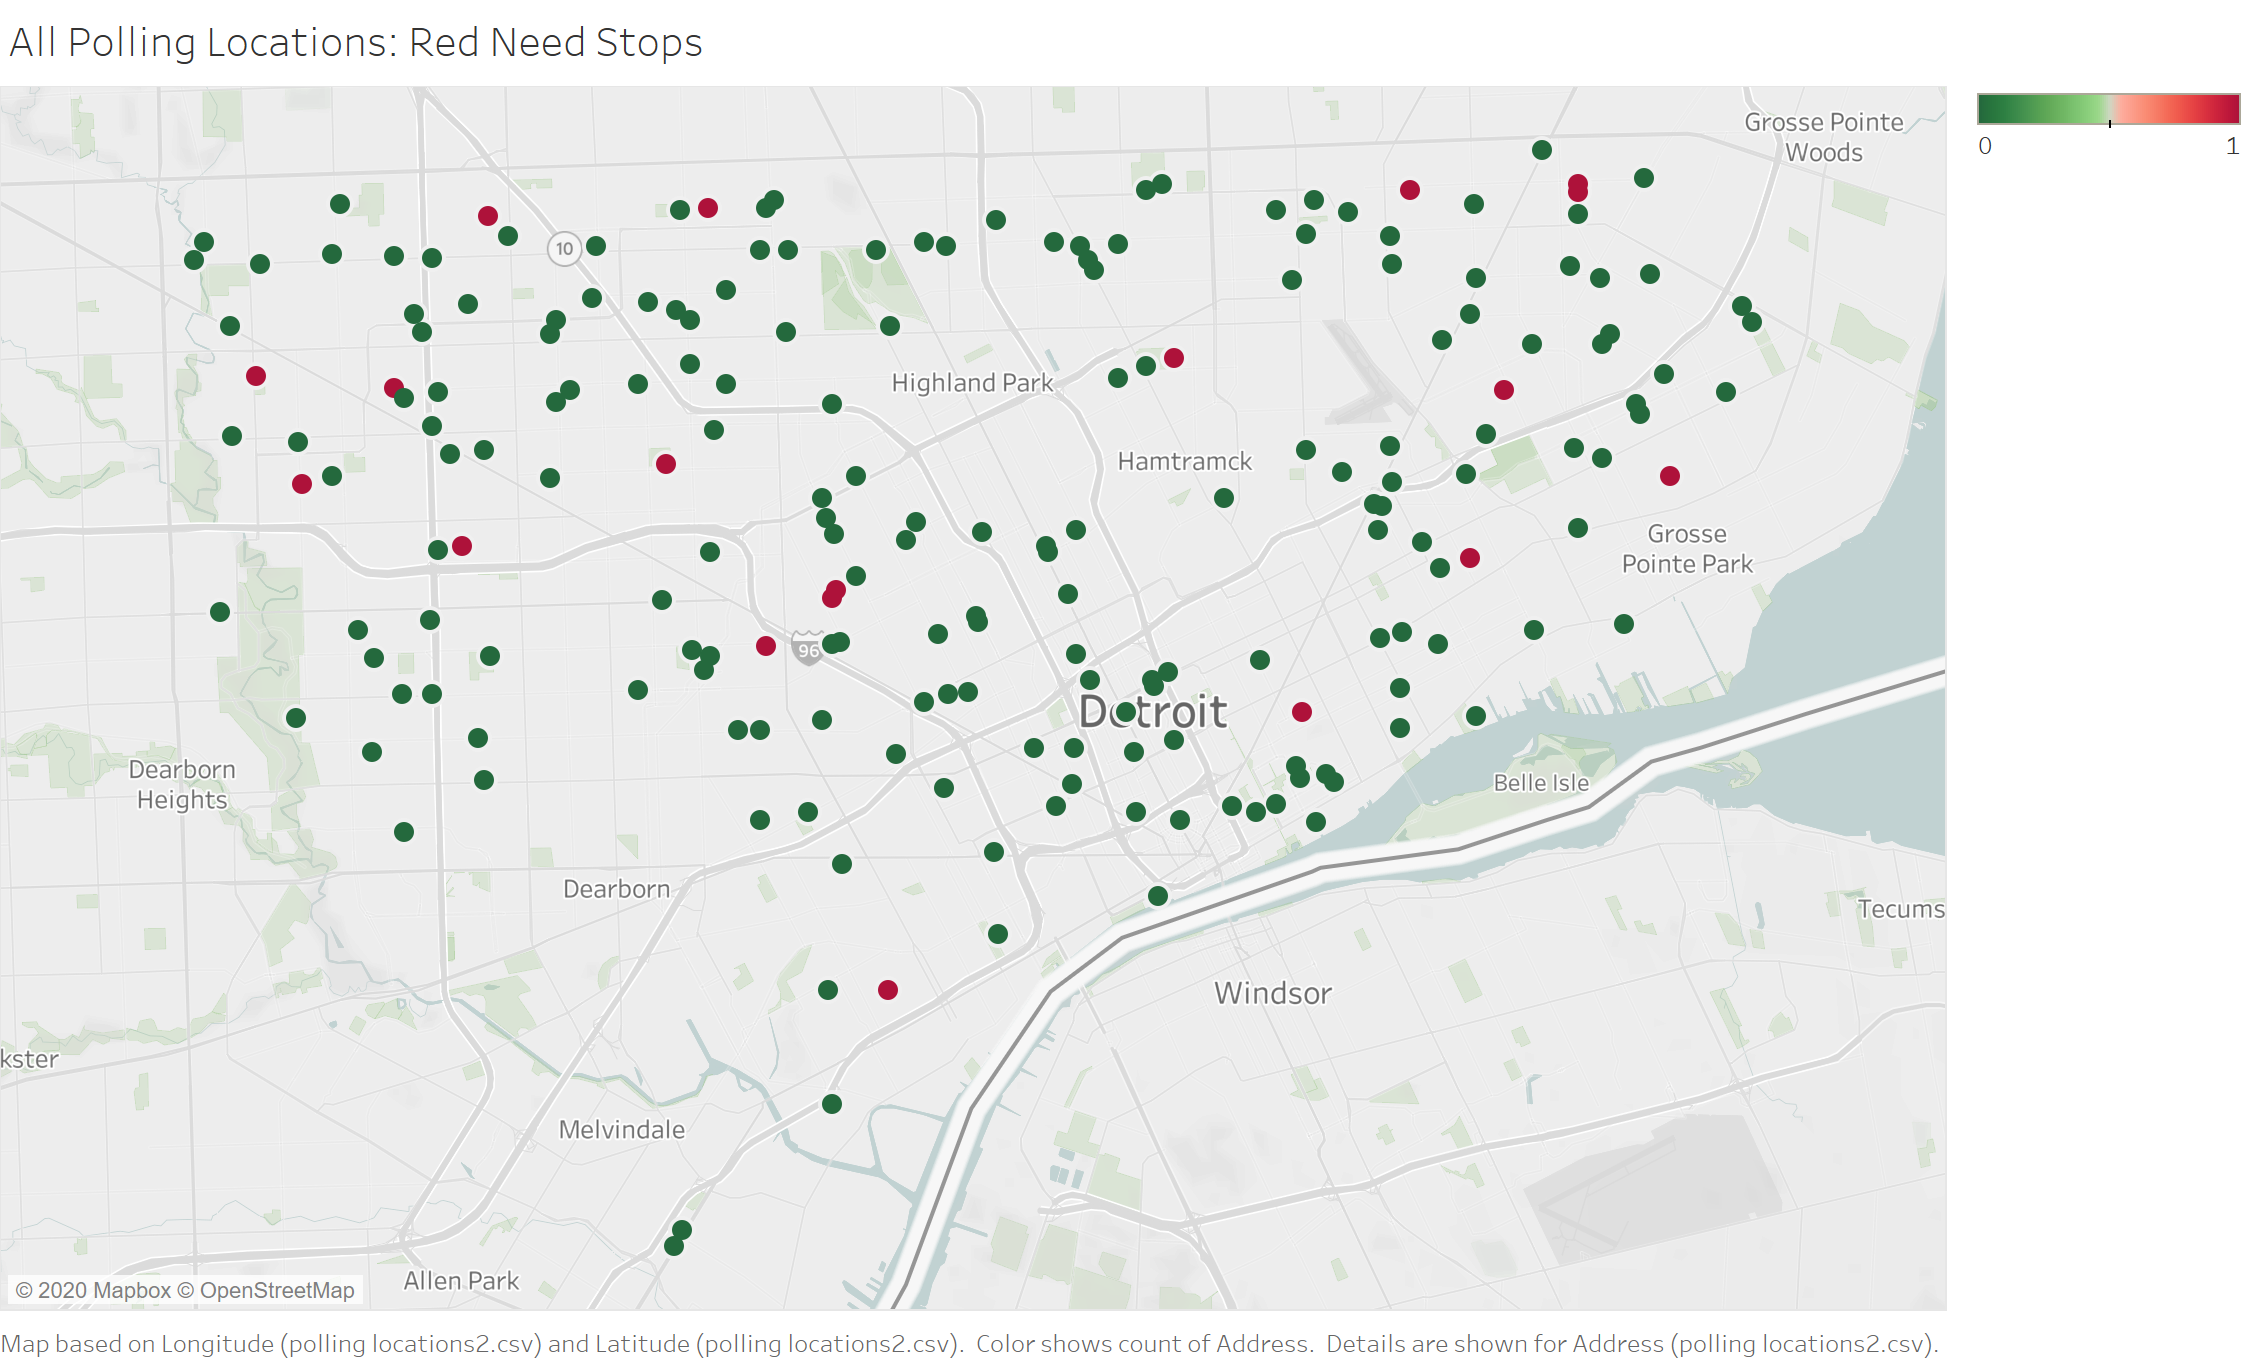 All Polling Locations: Red Need Stops
0
1
Grosse Pointe
Woods
10
Highland Park
Hamtramck
Grosse
Pointe Park
96
Detroit
Dearborn
Heights
Belle Isle
Dearborn
Tecums
Windsor
kster
Melvindale
Allen Park
© 2020 Mapbox © OpenStreetMap
Map based on Longitude (polling locations2.csv) and Latitude (polling locations2.csv).  Color shows count of Address.  Details are shown for Address (polling locations2.csv).